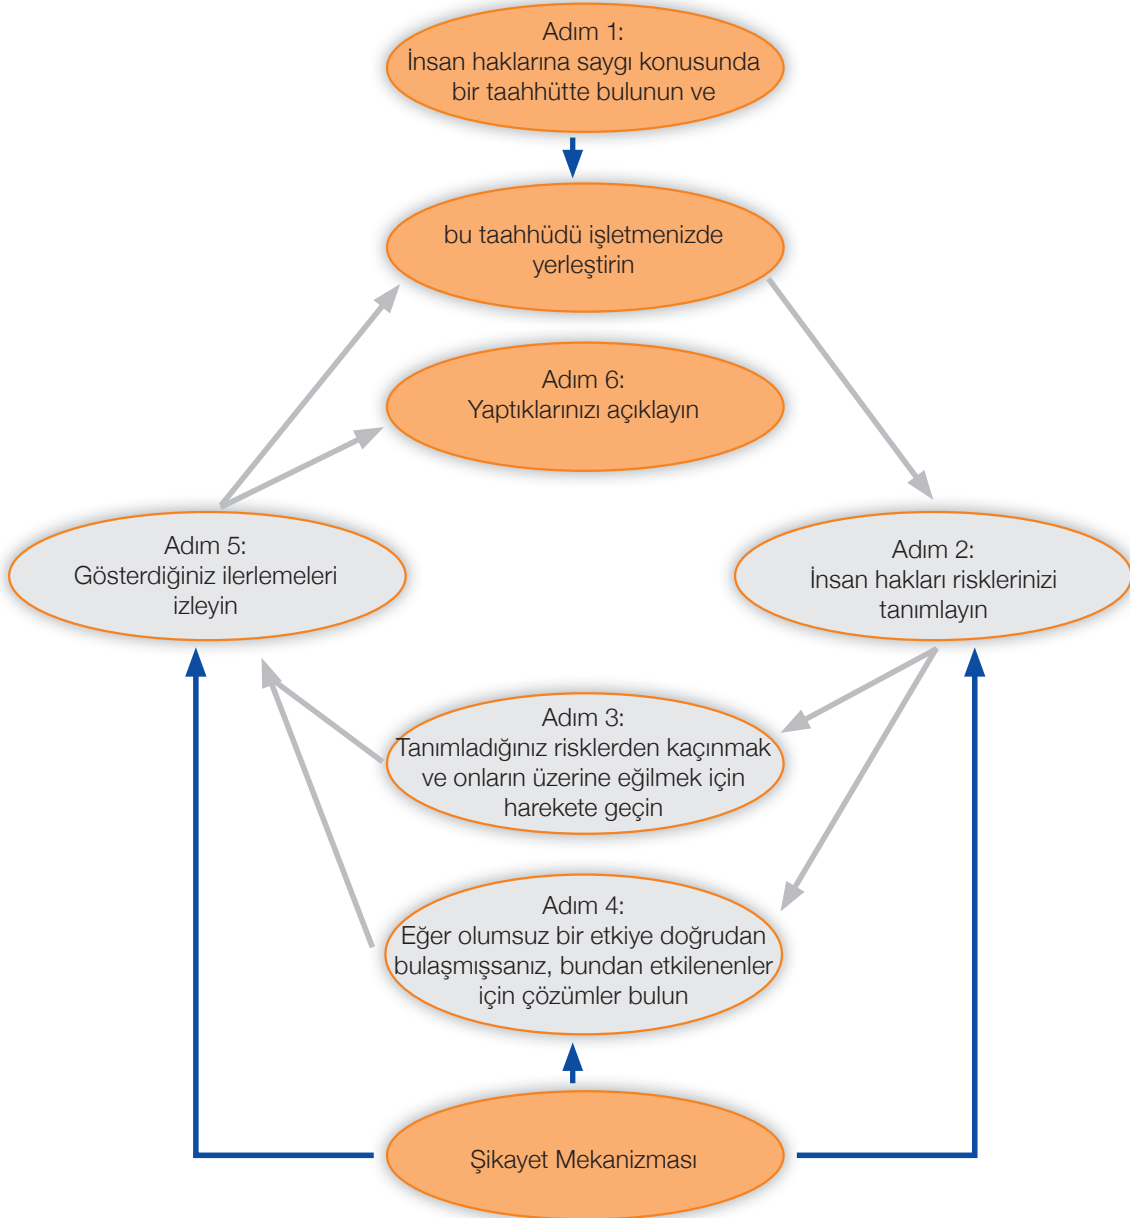 Adım 1:
İnsan haklarına saygı konusunda
bir taahhütte bulunun ve
bu taahhüdü işletmenizde
yerleştirin
Adım 6:
Yaptıklarınızı açıklayın
Adım 5:
Gösterdiğiniz ilerlemeleri
izleyin
Adım 2:
İnsan hakları risklerinizi
tanımlayın
Adım 3:
Tanımladığınız risklerden kaçınmak
ve onların üzerine eğilmek için
harekete geçin
Adım 4:
Eğer olumsuz bir etkiye doğrudan
bulaşmışsanız, bundan etkilenenler
için çözümler bulun
Şikayet Mekanizması